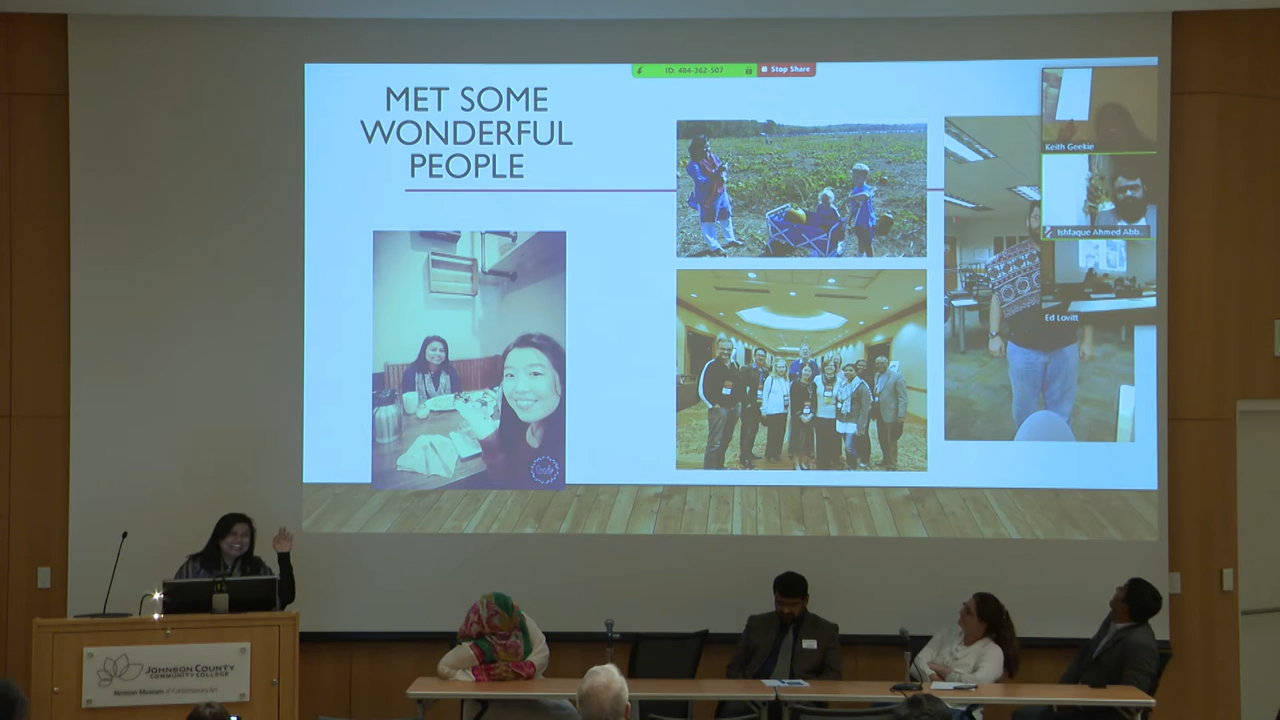 ID: 484-362-507
Stop Share
MET SOME
WONDERFUL
PEOPLE
Keith Geekie
Ishfaque Ahmed Abb...
Ed Lovitt
JOHNSON COUNTY
COMMUNITY COLLEGE
Nerman Museum of Contemporary Art